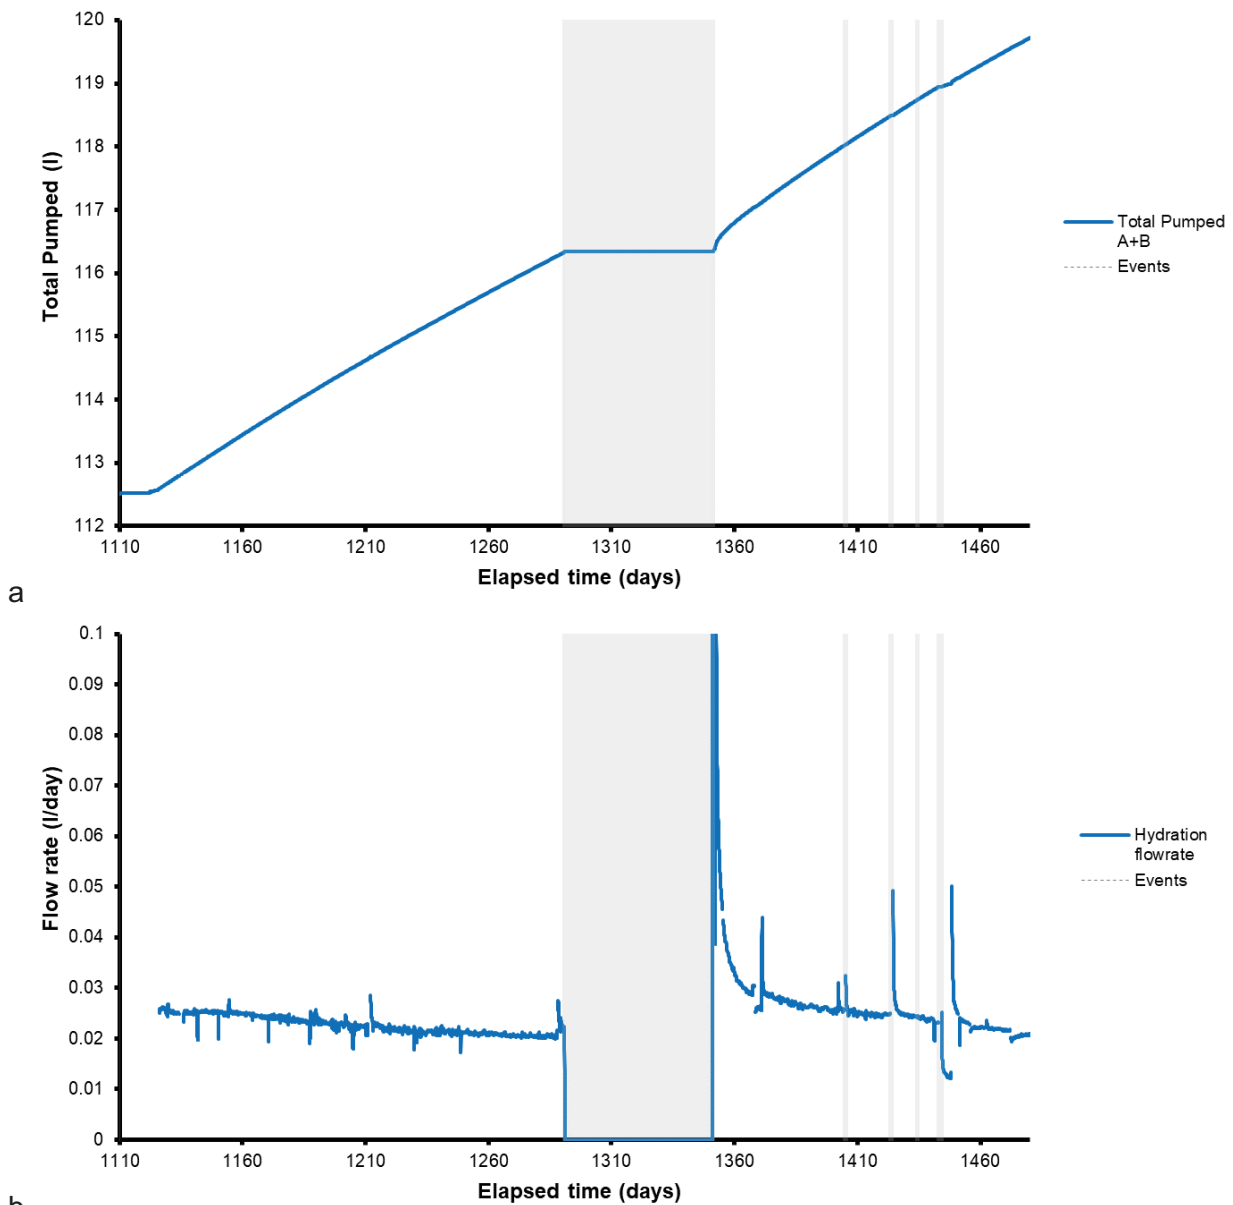 120
119
118
117
116
115
114
113
112
Total Pumped (l)
1110 1160 1210 1260 1310 1360 1410 1460
Elapsed time (days)
Total Pumped
A+B
Events
a
0.1
0.09
0.08
0.07
0.06
0.05
0.04
0.03
0.02
0.01
0
Flow rate (l/day)
1110 1160 1210 1260 1310 1360 1410 1460
Elapsed time (days)
Hydration
flowrate
Events
b